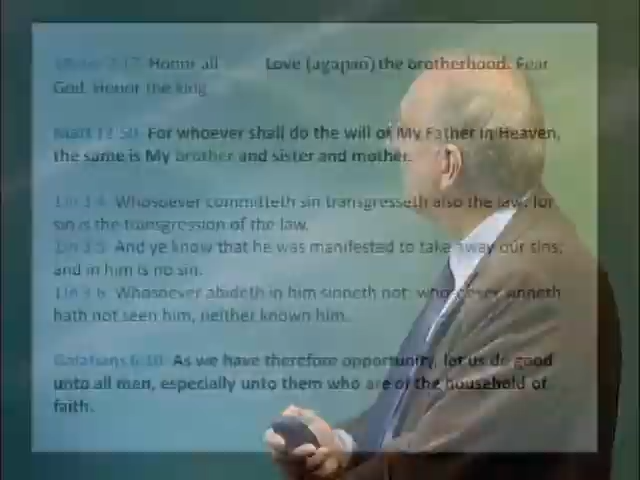 2:17: Honor all Love (agapao) the brotherhood. Fear
God. Honor the king.
Matt 12:50: For whoever shall do the will of My Father in Heaven,
the same is My brother and sister and mother.
1Jn 3:4: Whosoever committeth sin transgresseth also the law; for
sin is the transgression of the law.
1Jn 3:5: And ye know that he was manifested to take away our sins;
and in him is no sin.
1Jn 3:6: Whosoever abideth in him sinneth not: whosoever sinneth
hath not seen him, neither known him.
Galatians 6:10: As we have therefore opportunity, let us do good
unto all men, especially unto them who are of the household of
faith.